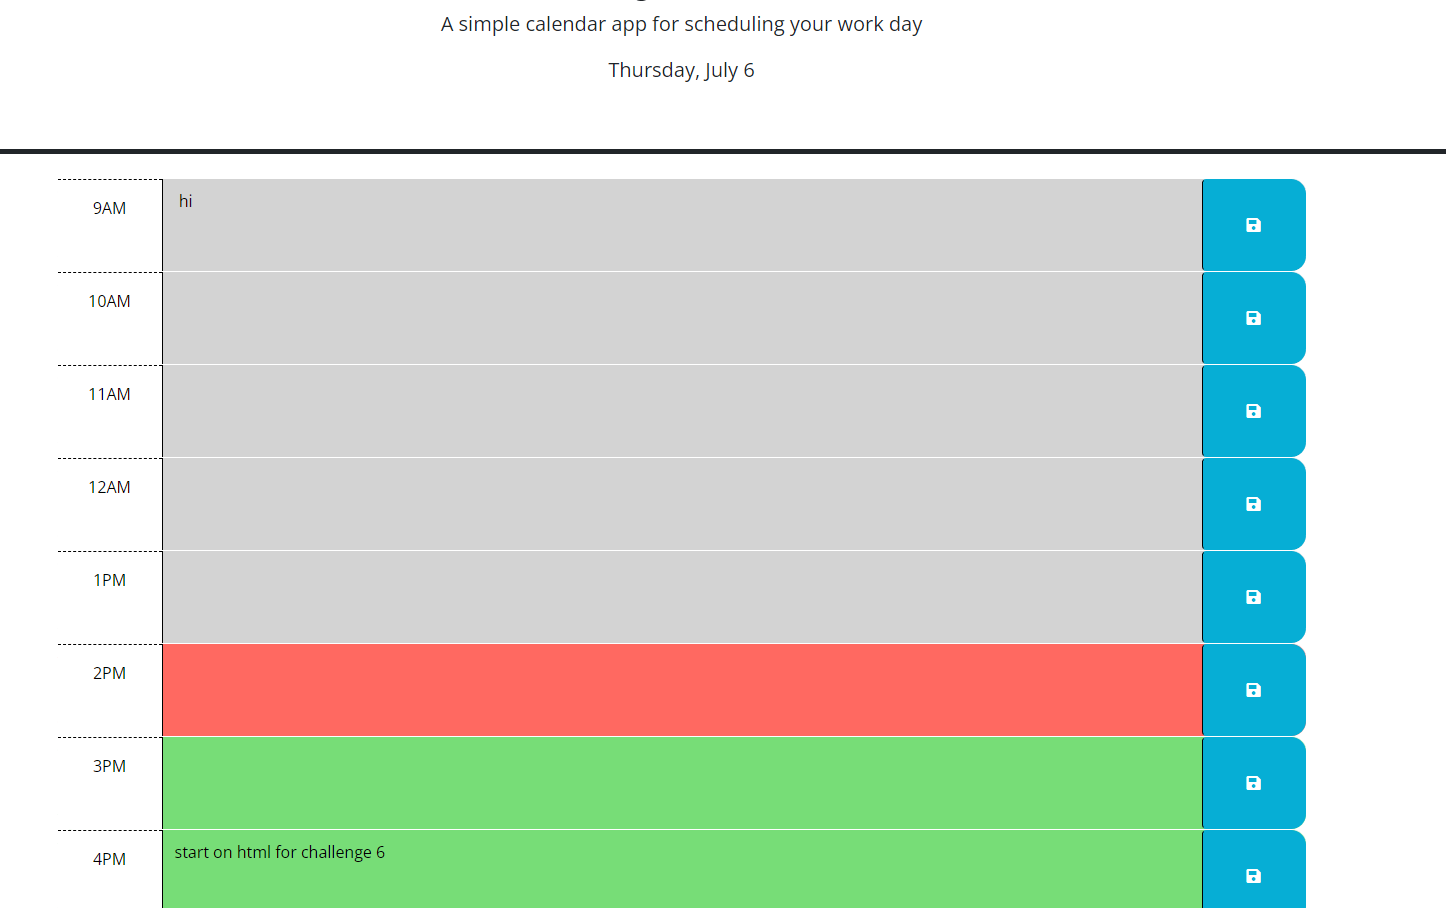 A simple calendar app for scheduling your work day
Thursday, July 6
9AM
hi
10AM
11AM
12AM
1PM
2PM
3PM
4PM
start on html for challenge 6